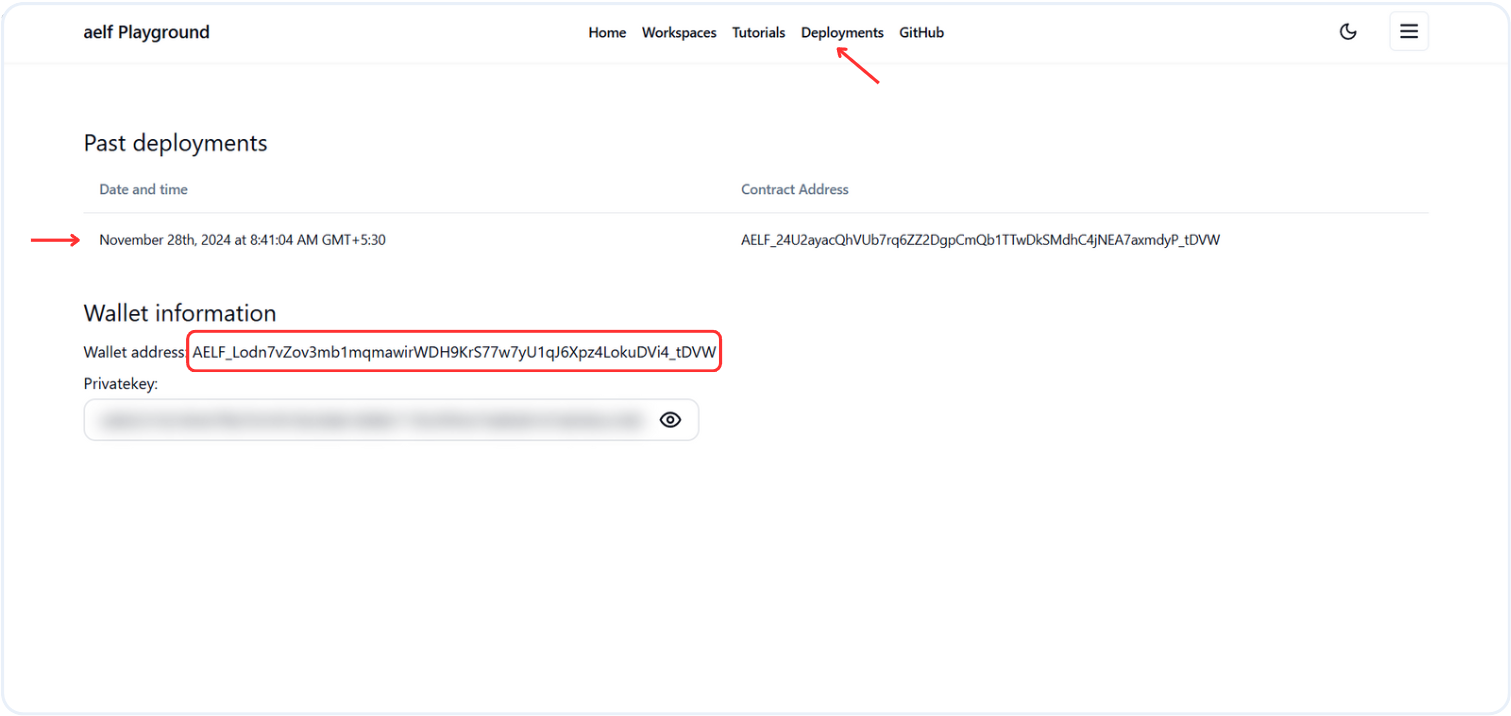 aelf Playground Home Workspaces Tutorials Deployments GitHub
Past deployments
Date and time Contract Address
November 28th, 2024 at 8:41:04 AM GMT+5:30 AELF_24U2ayacQhVUb7rq6ZZ2DgpCmQb1TTwDkSMdhC4jNEA7axmdyP_tDVW
Wallet information
Wallet address: AELF_Lodn7vZov3mb1mqmawirWDH9KrS77w7yU1qJ6Xpz4LokuDVi4_tDVW
Privatekey: